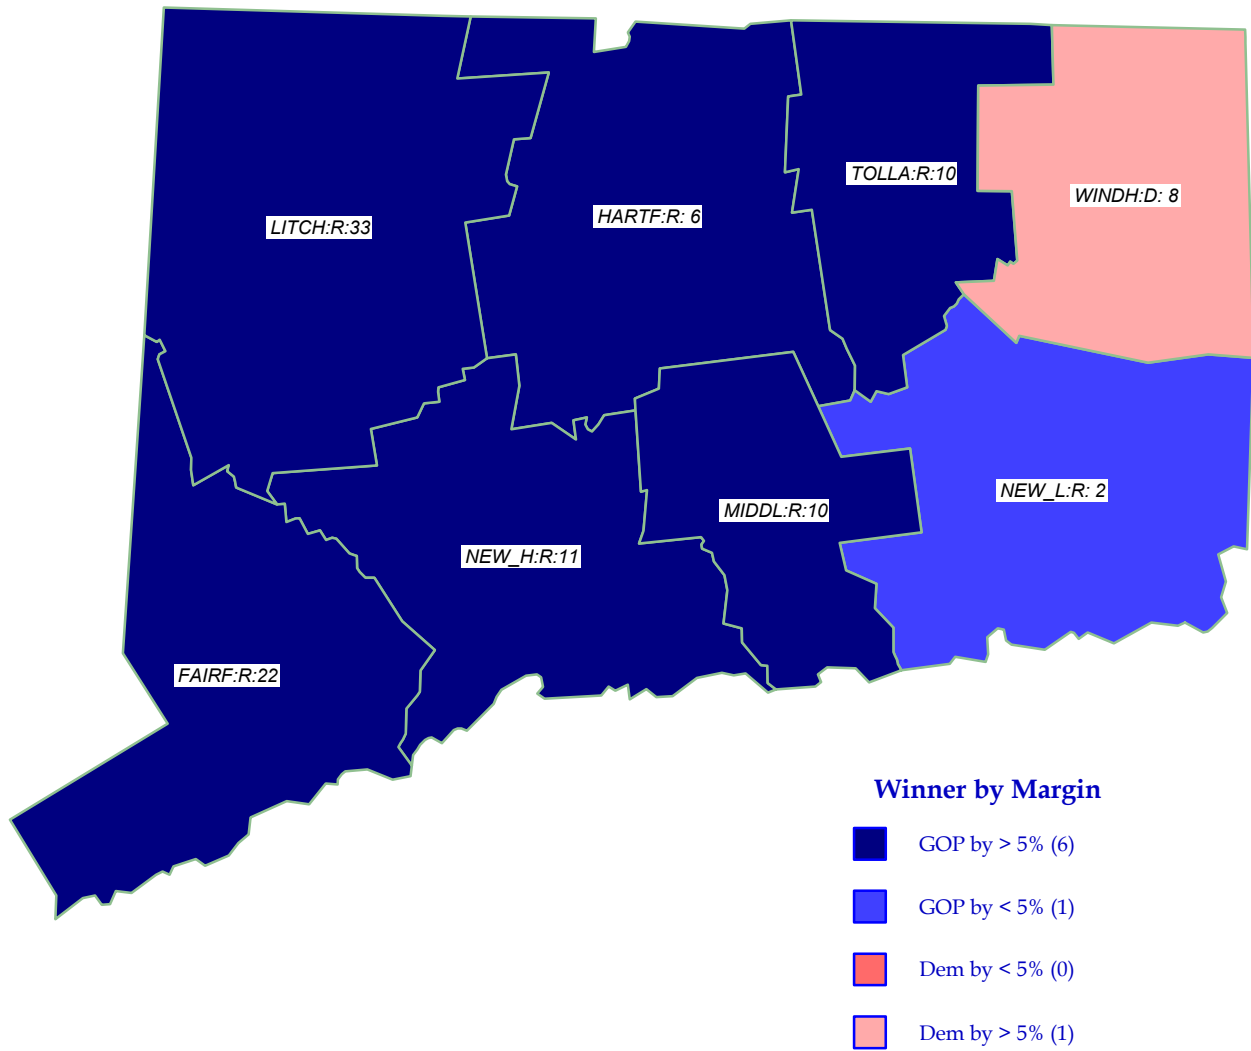 TOLLA:R:10
WINDH:D: 8
HARTF:R: 6
LITCH:R:33
NEW_L:R: 2
MIDDL:R:10
NEW_H:R:11
FAIRF:R:22
Winner by Margin
GOP by > 5% (6)
GOP by < 5% (1)
Dem by < 5% (0)
Dem by > 5% (1)